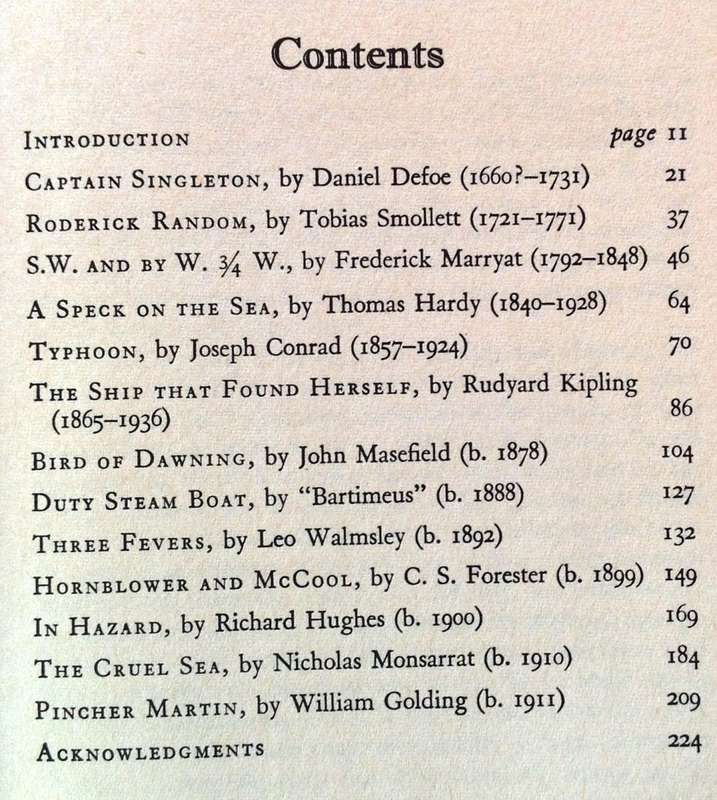 Contents
INTRODUCTION page 11
CAPTAIN SINGLETON, by Daniel Defoe (1660?–1731) 21
RODERICK RANDOM, by Tobias Smollett (1721–1771) 37
S.W. AND BY W. ¾ W., by Frederick Marryat (1792–1848) 46
A SPECK ON THE SEA, by Thomas Hardy (1840–1928) 64
TYPHOON, by Joseph Conrad (1857–1924) 70
THE SHIP THAT FOUND HERSELF, by Rudyard Kipling
(1865–1936) 86
BIRD OF DAWNING, by John Masefield (b. 1878) 104
DUTY STEAM BOAT, by “Bartimeus” (b. 1888) 127
THREE FEVERS, by Leo Walmsley (b. 1892) 132
HORNBLOWER AND MCCOOL, by C. S. Forester (b. 1899) 149
IN HAZARD, by Richard Hughes (b. 1900) 169
THE CRUEL SEA, by Nicholas Monsarrat (b. 1910) 184
PINCHER MARTIN, by William Golding (b. 1911) 209
ACKNOWLEDGMENTS 224